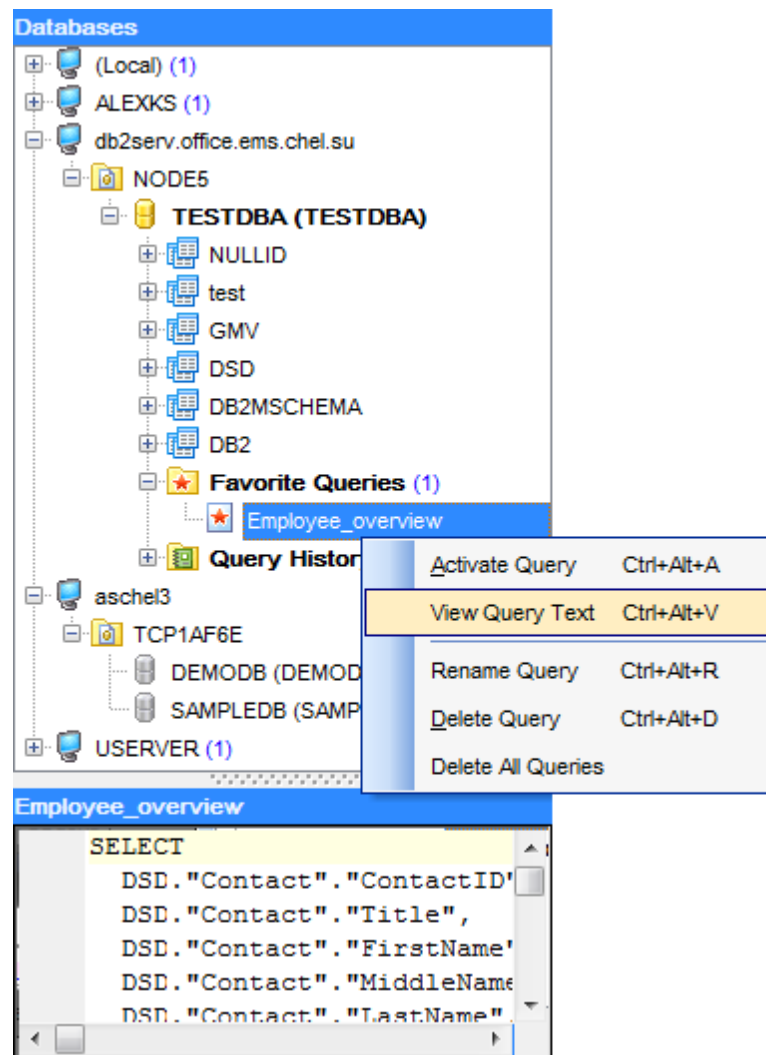 Databases
(Local) (1)
ALEXKS (1)
db2serv.office.ems.chel.su
NODE5
TESTDBA (TESTDBA)
NULLID
test
GMV
DSD
DB2MSCHEMA
DB2
Favorite Queries (1)
Employee_overview
Query Histor
Activate Query Ctrl+Alt+A
aschel3
View Query Text Ctrl+Alt+V
TCP1AF6E
DEMODB (DEMOD
Rename Query Ctrl+Alt+R
SAMPLEDB (SAMP
Delete Query Ctrl+Alt+D
USERVER (1)
Delete All Queries
Employee_overview
SELECT
DSD."Contact"."ContactID"
DSD."Contact"."Title",
DSD."Contact"."FirstName"
DSD."Contact"."MiddleName
DSD."Contact"."LastName",